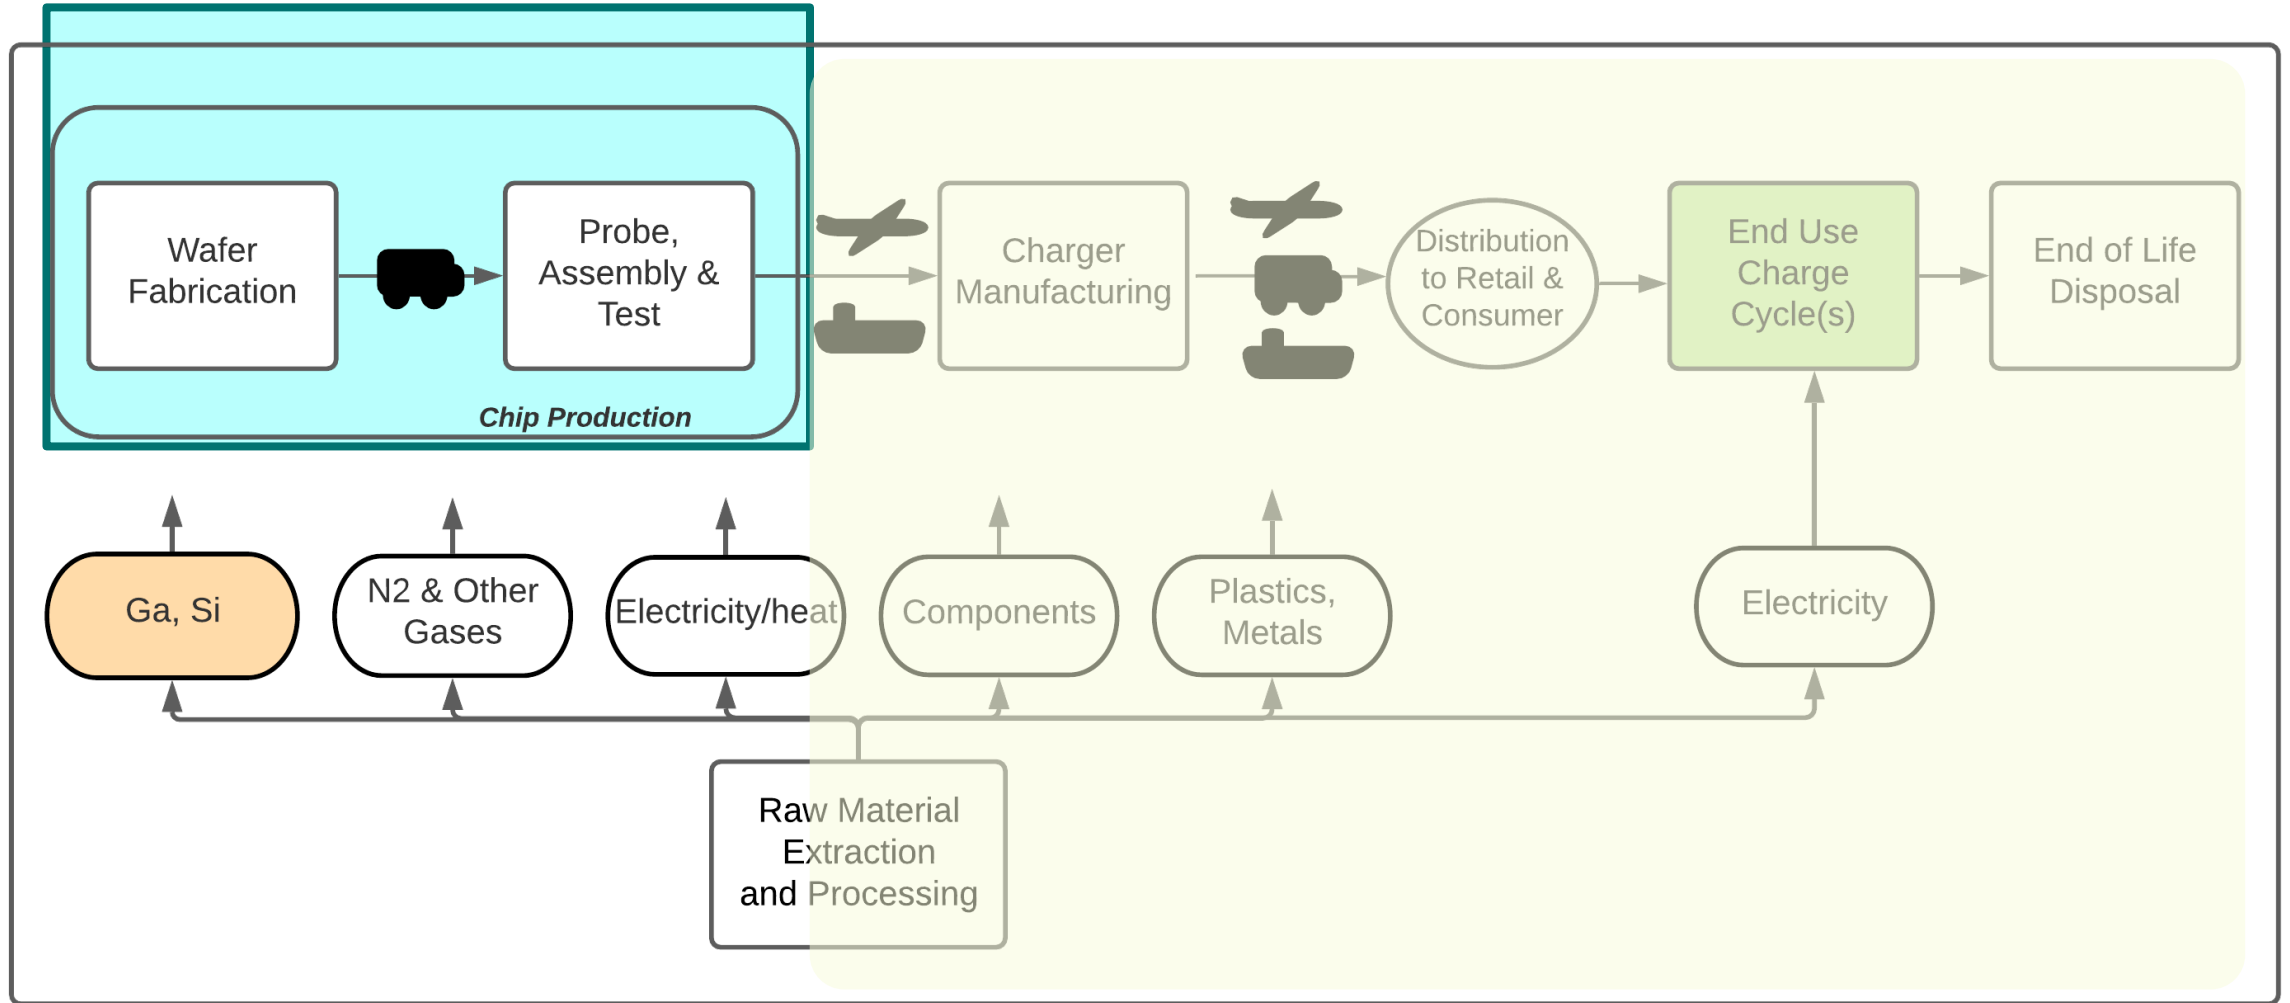 Wafer
Fabrication
Probe,
Assembly &
Test
Chip Production
Charger
Manufacturing
Distribution
to Retail &
Consumer
End Use
Charge
Cycle(s)
End of Life
Disposal
Ga, Si
N2 & Other
Gases
Electricity/heat
Components
Plastics,
Metals
Electricity
Raw Material
Extraction
and Processing